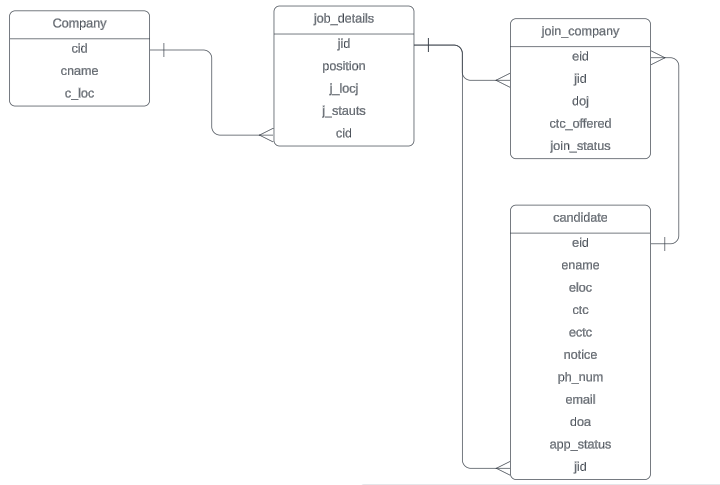 Company
cid
cname
c_loc
job_details
jid
position
j_locj
j_stauts
cid
join_company
eid
jid
doj
ctc_offered
join_status
candidate
eid
ename
eloc
ctc
ectc
notice
ph_num
email
doa
app_status
jid